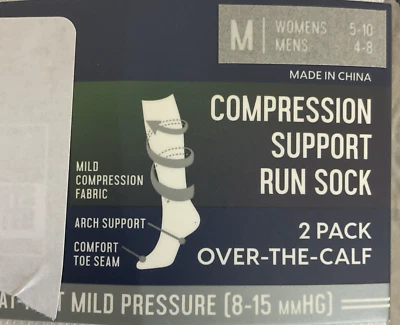 M WOMENS 5-10
MENS 4-8
MADE IN CHINA
COMPRESSION
SUPPORT
RUN SOCK
MILD
COMPRESSION
FABRIC
ARCH SUPPORT
COMFORT
TOE SEAM
2 PACK
OVER-THE-CALF
MILD PRESSURE (8-15 MMHG)